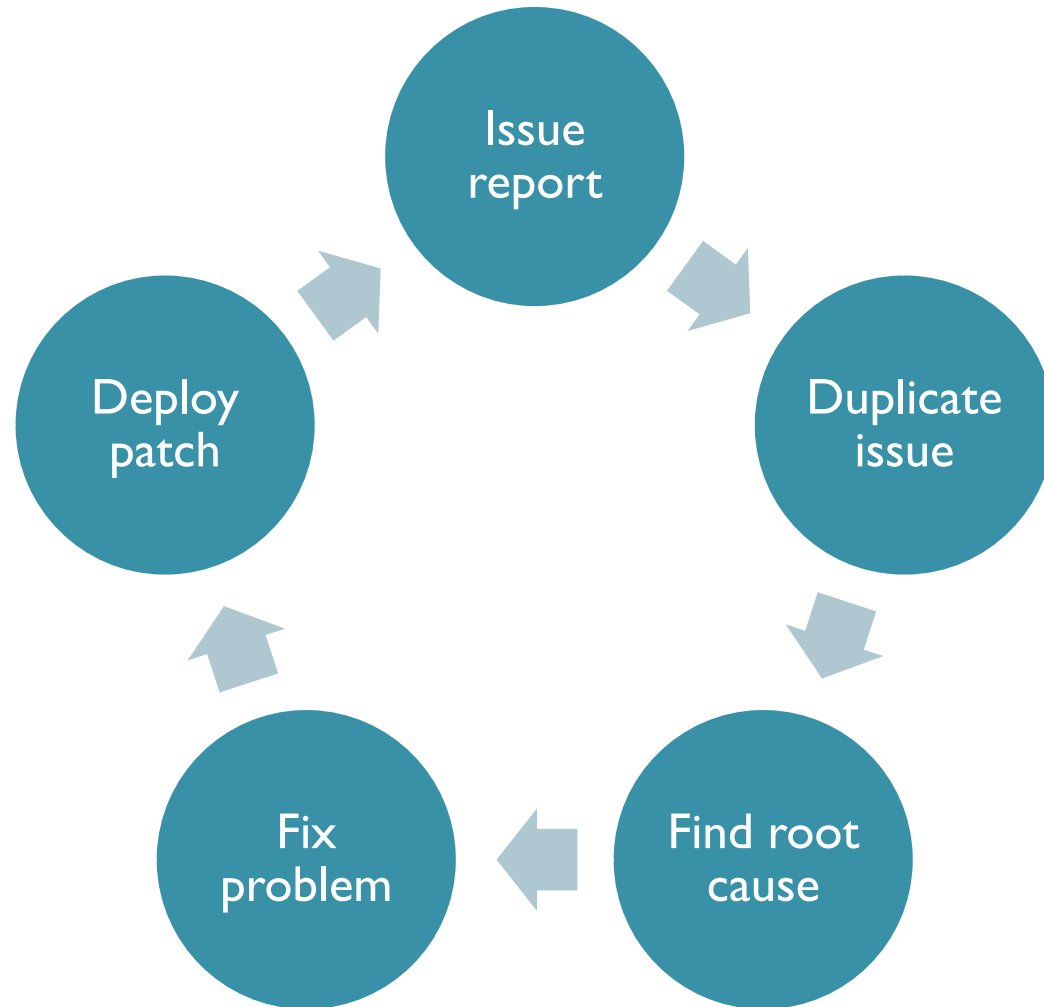 Issue
report
Duplicate
issue
Find root
cause
Fix
problem
Deploy
patch